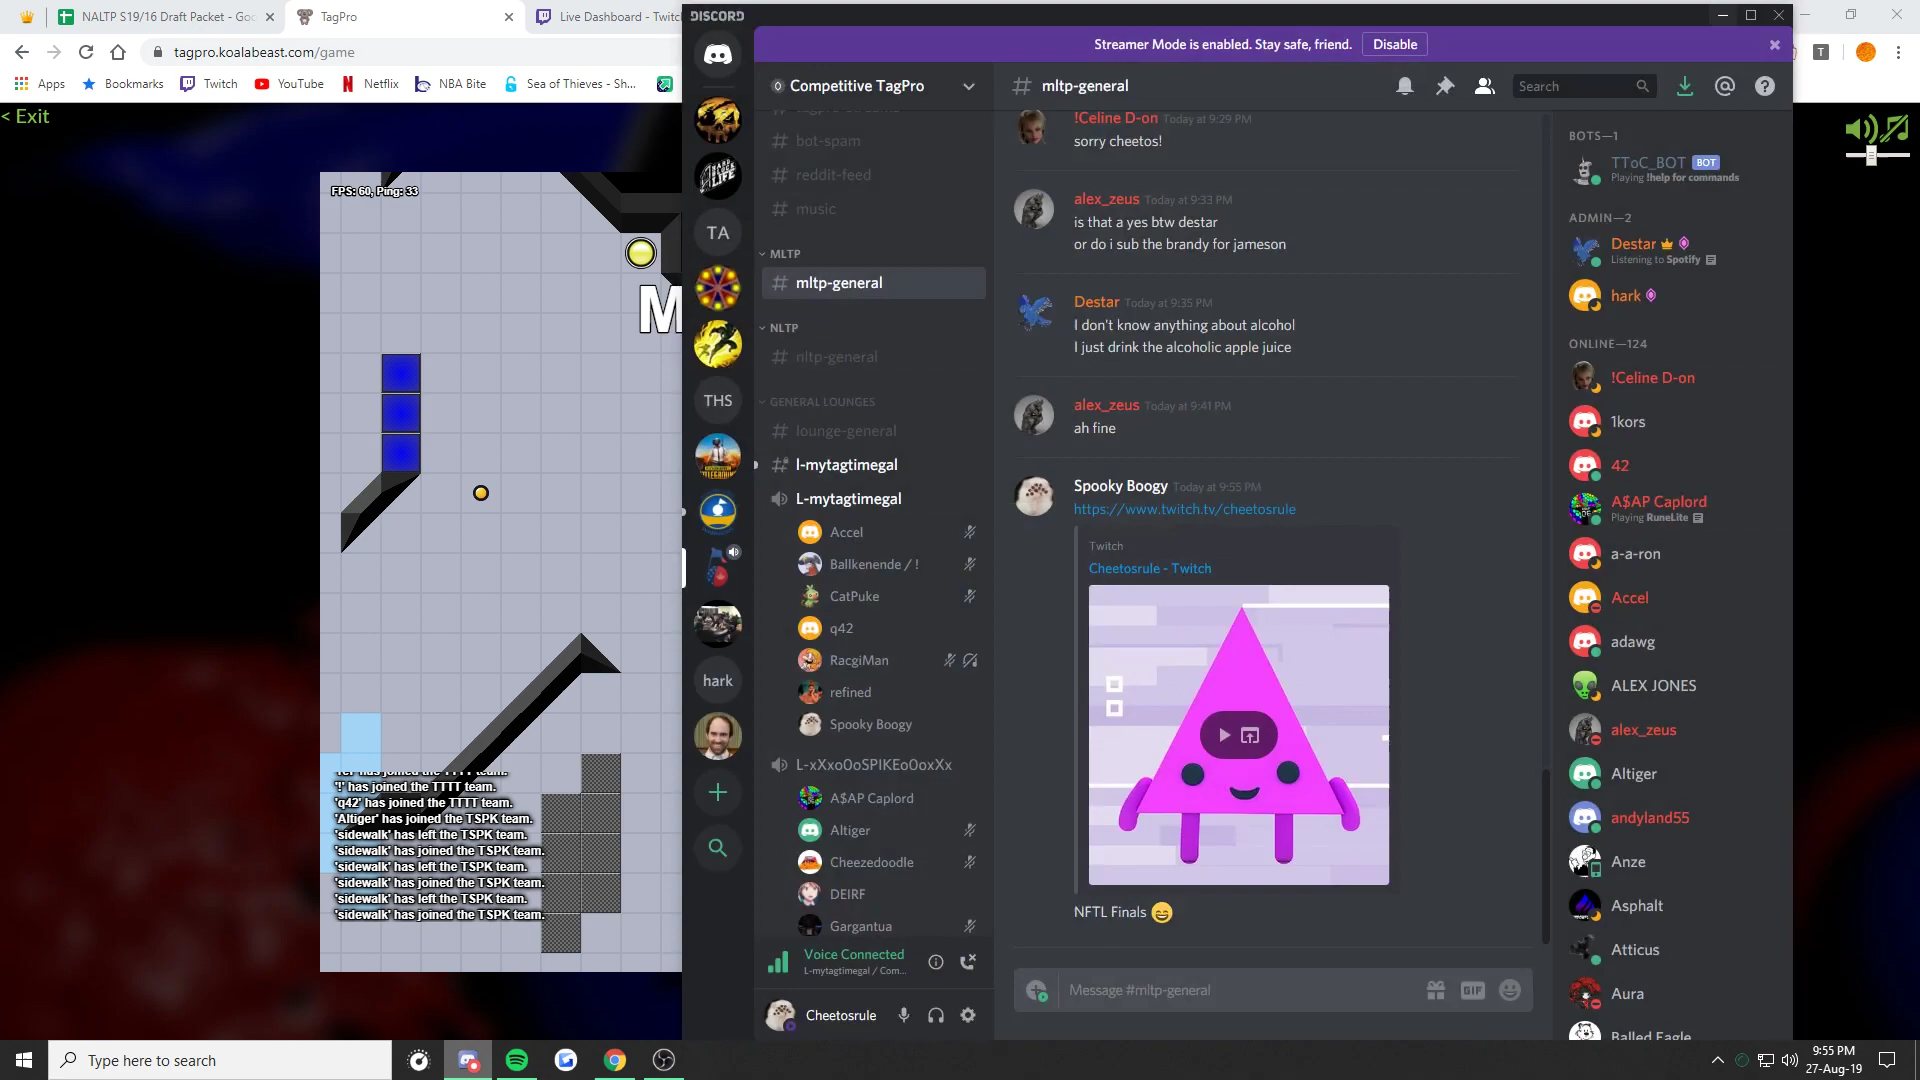 NALTP S19/16 Draft Packet - Goo
TagPro
Live Dashboard - Twitch
tagpro.koalabeast.com/game
Apps
Bookmarks
Twitch
YouTube
Netflix
NBA Bite
Sea of Thieves - Sh...
< Exit
FPS: 60, Ping: 33
M
'!' has joined the TTTT team.
'q42' has joined the TTTT team.
'Altiger' has joined the TSPK team.
'sidewalk' has left the TSPK team.
'sidewalk' has joined the TSPK team.
'sidewalk' has left the TSPK team.
'sidewalk' has joined the TSPK team.
'sidewalk' has left the TSPK team.
'sidewalk' has joined the TSPK team.
DISCORD
Streamer Mode is enabled. Stay safe, friend.
Disable
TA
THS
hark
Competitive TagPro
bot-spam
reddit-feed
music
MLTP
mltp-general
NLTP
nltp-general
GENERAL LOUNGES
lounge-general
l-mytagtimegal
L-mytagtimegal
Accel
Ballkenende / !
CatPuke
q42
RacgiMan
refined
Spooky Boogy
L-xXxo0oSPIKEo0oxXx
A$AP Caplord
Altiger
Cheezedoodle
DEIRF
Gargantua
Voice Connected
L-mytagtimegal / Com...
Cheetosrule
mltp-general
Search
!Celine D-on Today at 9:29 PM
sorry cheetos!
alex_zeus Today at 9:33 PM
is that a yes btw destar
or do i sub the brandy for jameson
Destar Today at 9:35 PM
I don't know anything about alcohol
I just drink the alcoholic apple juice
alex_zeus Today at 9:41 PM
ah fine
Spooky Boogy Today at 9:55 PM
https://www.twitch.tv/cheetosrule
Twitch
Cheetosrule - Twitch
NFTL Finals
Message #mltp-general
GIF
BOTS—1
TToC_BOT BOT
Playing !help for commands
ADMIN—2
Destar
Listening to Spotify
hark
ONLINE—124
!Celine D-on
1kors
42
A$AP Caplord
Playing RuneLite
a-a-ron
Accel
adawg
ALEX JONES
alex_zeus
Altiger
andyland55
Anze
Asphalt
Atticus
Aura
Balled Eagle
T
Type here to search
9:55 PM
27-Aug-19